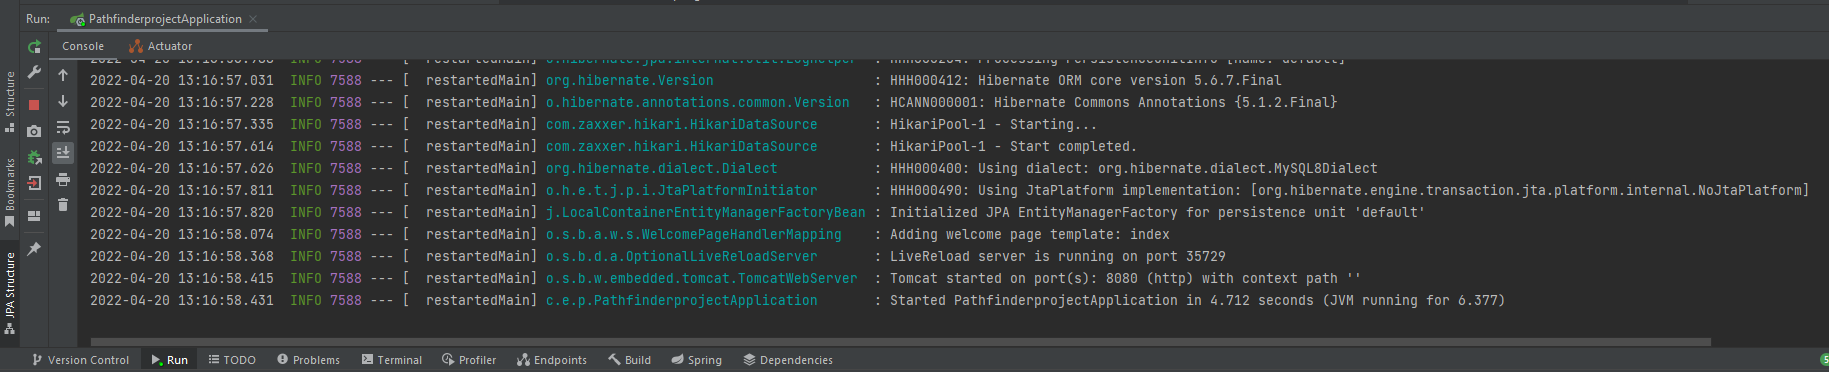 Run: PathfinderprojectApplication
Console Actuator
2022-04-20 13:16:57.031 INFO 7588 --- [ restartedMain] org.hibernate.Version : HHH000412: Hibernate ORM core version 5.6.7.Final
2022-04-20 13:16:57.228 INFO 7588 --- [ restartedMain] o.hibernate.annotations.common.Version : HCANN000001: Hibernate Commons Annotations {5.1.2.Final}
2022-04-20 13:16:57.335 INFO 7588 --- [ restartedMain] com.zaxxer.hikari.HikariDataSource : HikariPool-1 - Starting...
2022-04-20 13:16:57.614 INFO 7588 --- [ restartedMain] com.zaxxer.hikari.HikariDataSource : HikariPool-1 - Start completed.
2022-04-20 13:16:57.626 INFO 7588 --- [ restartedMain] org.hibernate.dialect.Dialect : HHH000400: Using dialect: org.hibernate.dialect.MySQL8Dialect
2022-04-20 13:16:57.811 INFO 7588 --- [ restartedMain] o.h.e.t.j.p.i.JtaPlatformInitiator : HHH000490: Using JtaPlatform implementation: [org.hibernate.engine.transaction.jta.platform.internal.NoJtaPlatform]
2022-04-20 13:16:57.820 INFO 7588 --- [ restartedMain] j.LocalContainerEntityManagerFactoryBean : Initialized JPA EntityManagerFactory for persistence unit 'default'
2022-04-20 13:16:58.074 INFO 7588 --- [ restartedMain] o.s.b.a.w.s.WelcomePageHandlerMapping : Adding welcome page template: index
2022-04-20 13:16:58.368 INFO 7588 --- [ restartedMain] o.s.b.d.a.OptionalLiveReloadServer : LiveReload server is running on port 35729
2022-04-20 13:16:58.415 INFO 7588 --- [ restartedMain] o.s.b.w.embedded.tomcat.TomcatWebServer : Tomcat started on port(s): 8080 (http) with context path ''
2022-04-20 13:16:58.431 INFO 7588 --- [ restartedMain] c.e.p.PathfinderprojectApplication : Started PathfinderprojectApplication in 4.712 seconds (JVM running for 6.377)
Structure
Bookmarks
JPA Structure
Version Control Run TODO Problems Terminal Profiler Endpoints Build Spring Dependencies 5